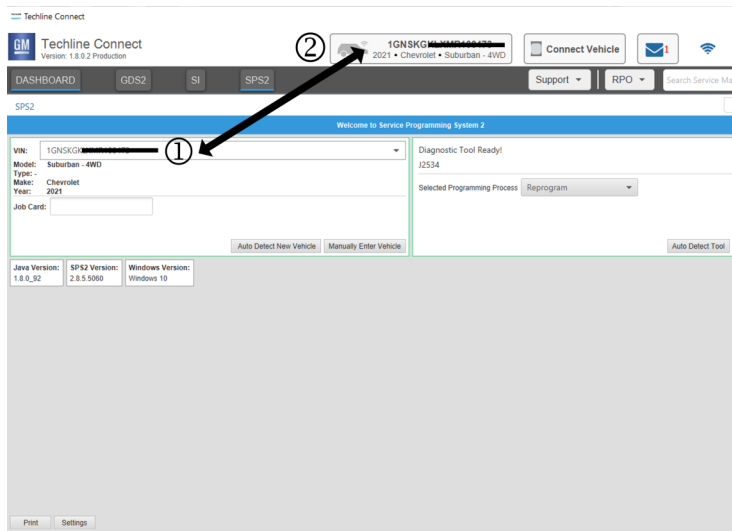 Techline Connect
GM
Techline Connect
Version: 1.8.0.2 Production
②
1GNSKG
2021 • Chevrolet • Suburban - 4WD
Connect Vehicle
1
DASHBOARD
GDS2
SI
SPS2
Support
RPO
Search Service Ma
SPS2
Welcome to Service Programming System 2
VIN: 1GNSKGK
①
Model: Suburban - 4WD
Type: -
Make: Chevrolet
Year: 2021
Job Card:
Auto Detect New Vehicle
Manually Enter Vehicle
Diagnostic Tool Ready!
J2534
Selected Programming Process Reprogram
Auto Detect Tool
Java Version:
1.8.0_92
SPS2 Version:
2.8.5.5060
Windows Version:
Windows 10
Print
Settings